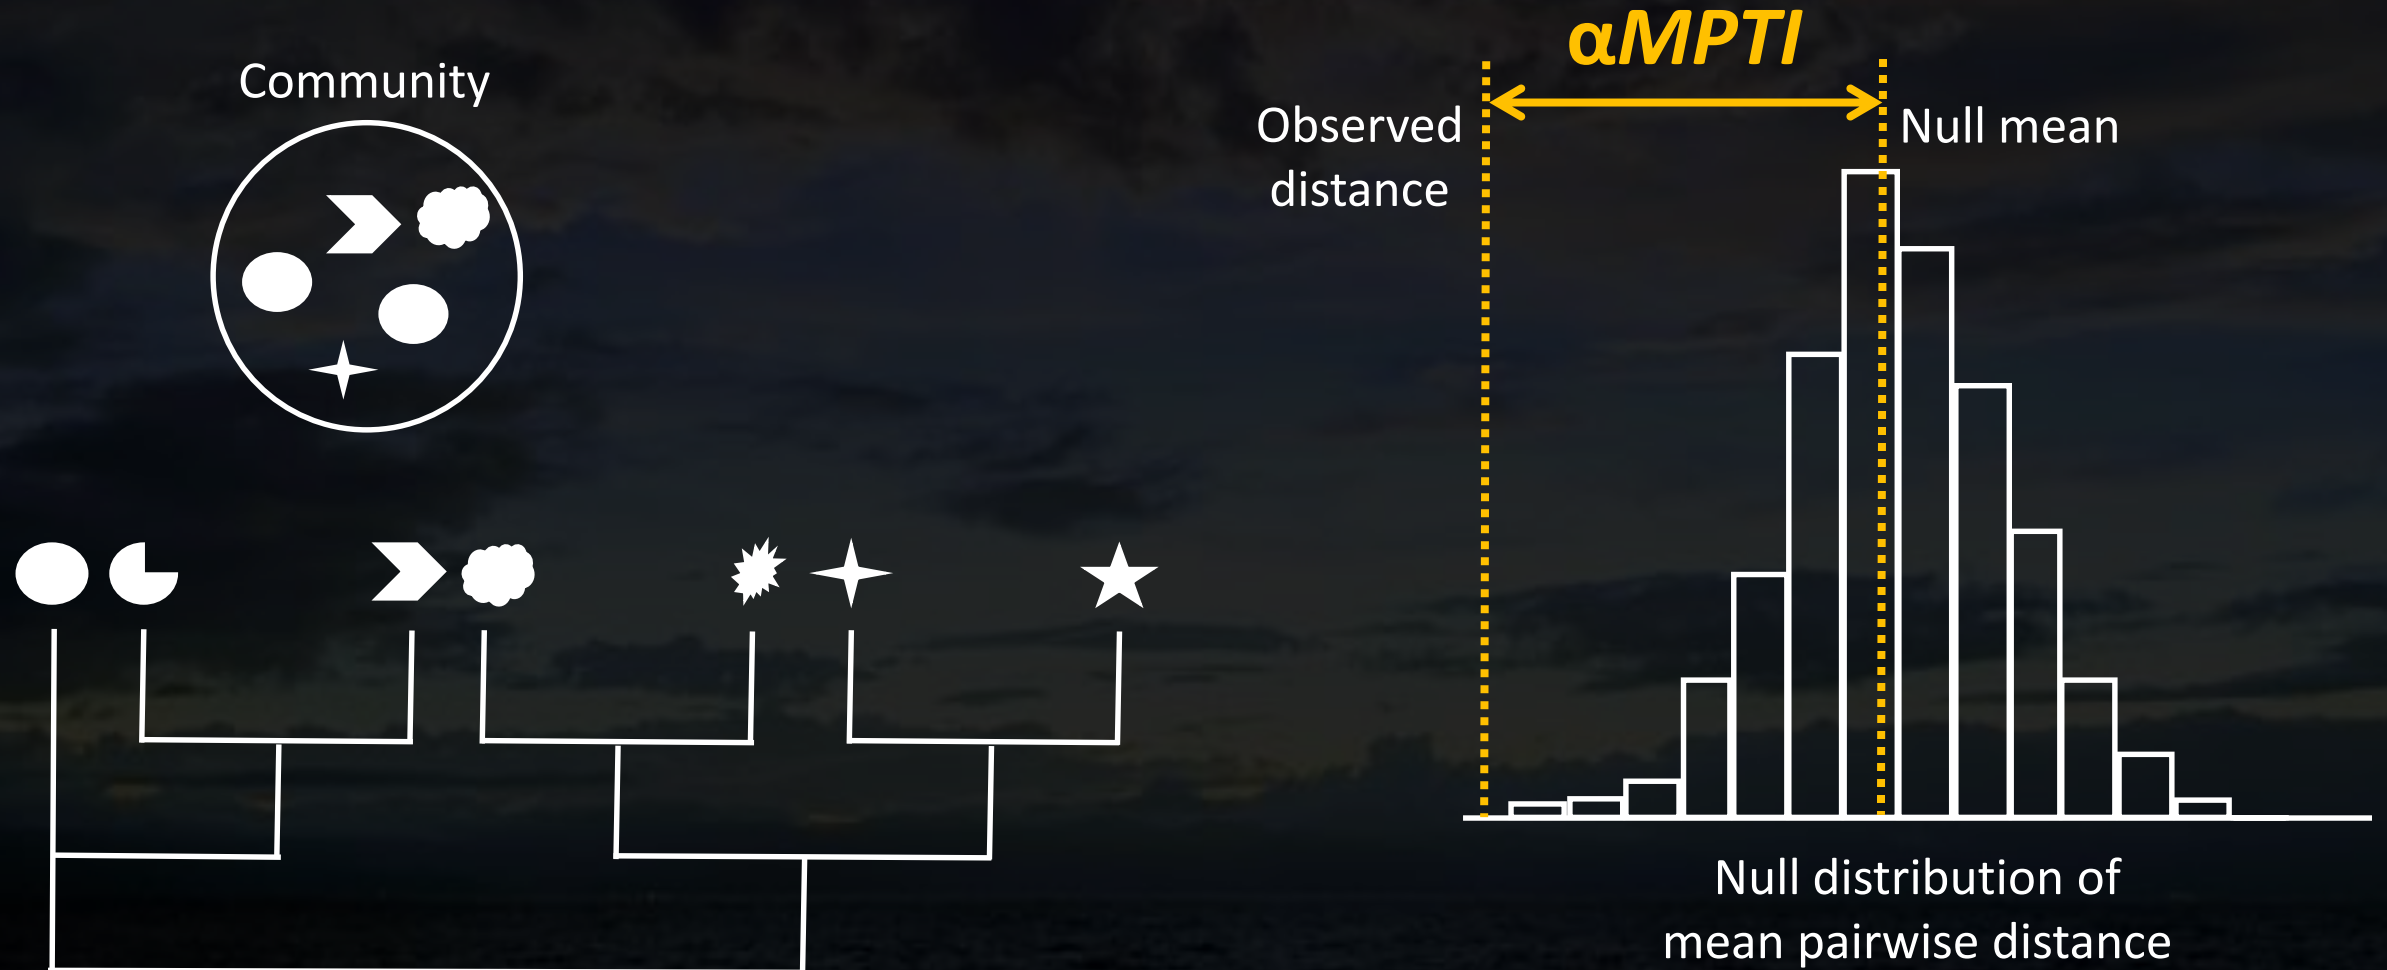 αMPTI
Community
Observed
distance
Null mean
Null distribution of
mean pairwise distance